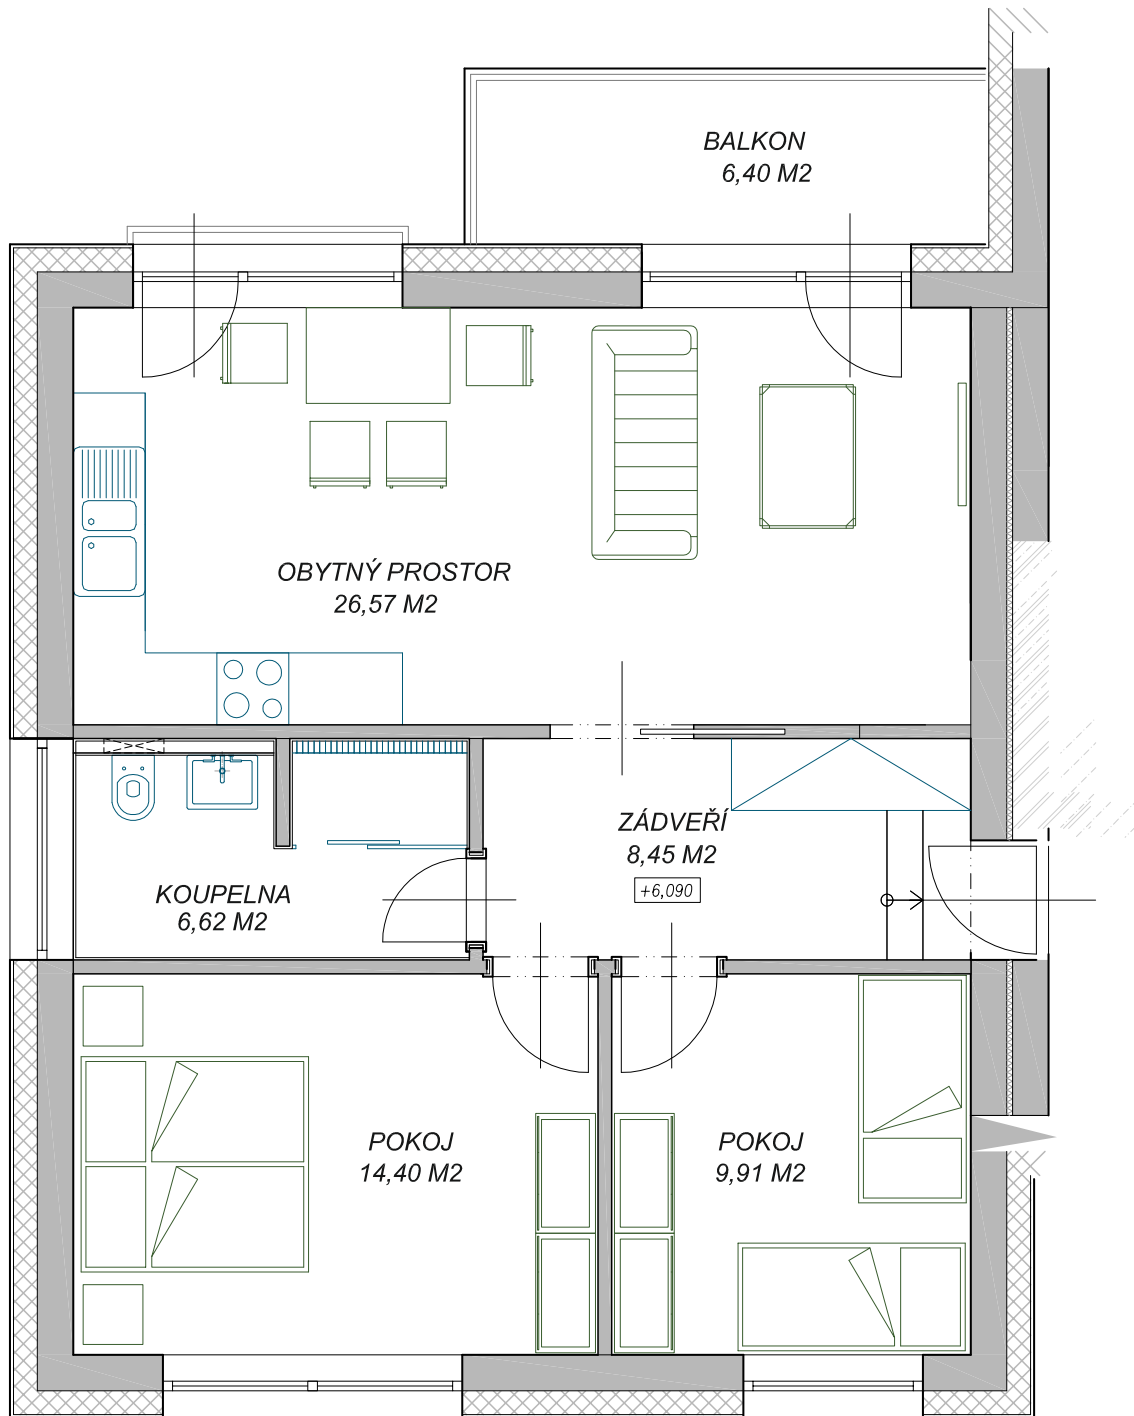 BALKON
6,40 M2
OBYTNÝ PROSTOR
26,57 M2
ZÁDVEŘÍ
8,45 M2
+6,090
KOUPELNA
6,62 M2
POKOJ
14,40 M2
POKOJ
9,91 M2